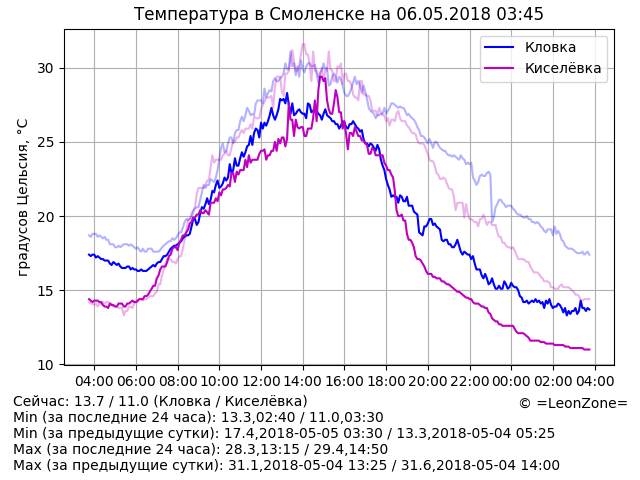 Температура в Смоленске на 06.05.2018 03:45
Кловка
Киселёвка
градусов Цельсия, °C
30
25
20
15
10
04:00 06:00 08:00 10:00 12:00 14:00 16:00 18:00 20:00 22:00 00:00 02:00 04:00
Сейчас: 13.7 / 11.0 (Кловка / Киселёвка)
© =LeonZone=
Min (за последние 24 часа): 13.3,02:40 / 11.0,03:30
Min (за предыдущие сутки): 17.4,2018-05-05 03:30 / 13.3,2018-05-04 05:25
Max (за последние 24 часа): 28.3,13:15 / 29.4,14:50
Max (за предыдущие сутки): 31.1,2018-05-04 13:25 / 31.6,2018-05-04 14:00